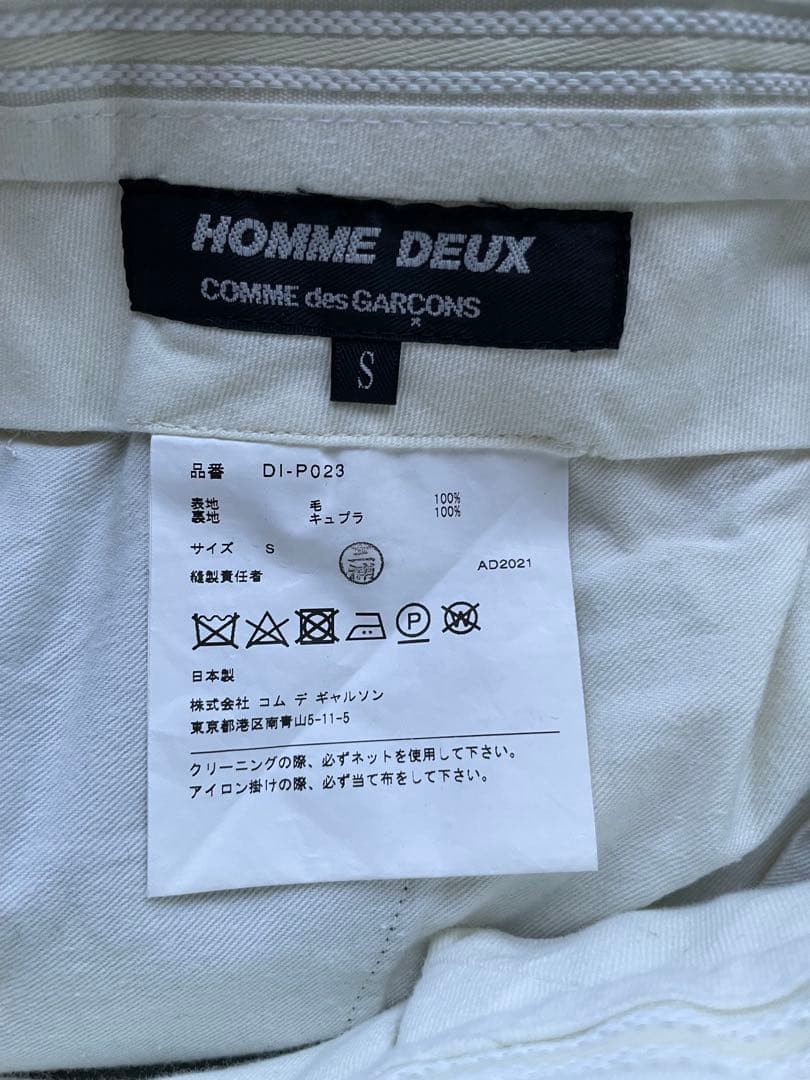 HOMME DEUX
COMME des GARÇONS
S
品番 DI-P023
表地 毛 100%
裏地 キュプラ 100%
サイズ S
縫製責任者 AD2021
P W
日本製
株式会社 コム デ ギャルソン
東京都港区南青山5-11-5
クリーニングの際、必ずネットを使用して下さい。
アイロン掛けの際、必ず当て布をして下さい。